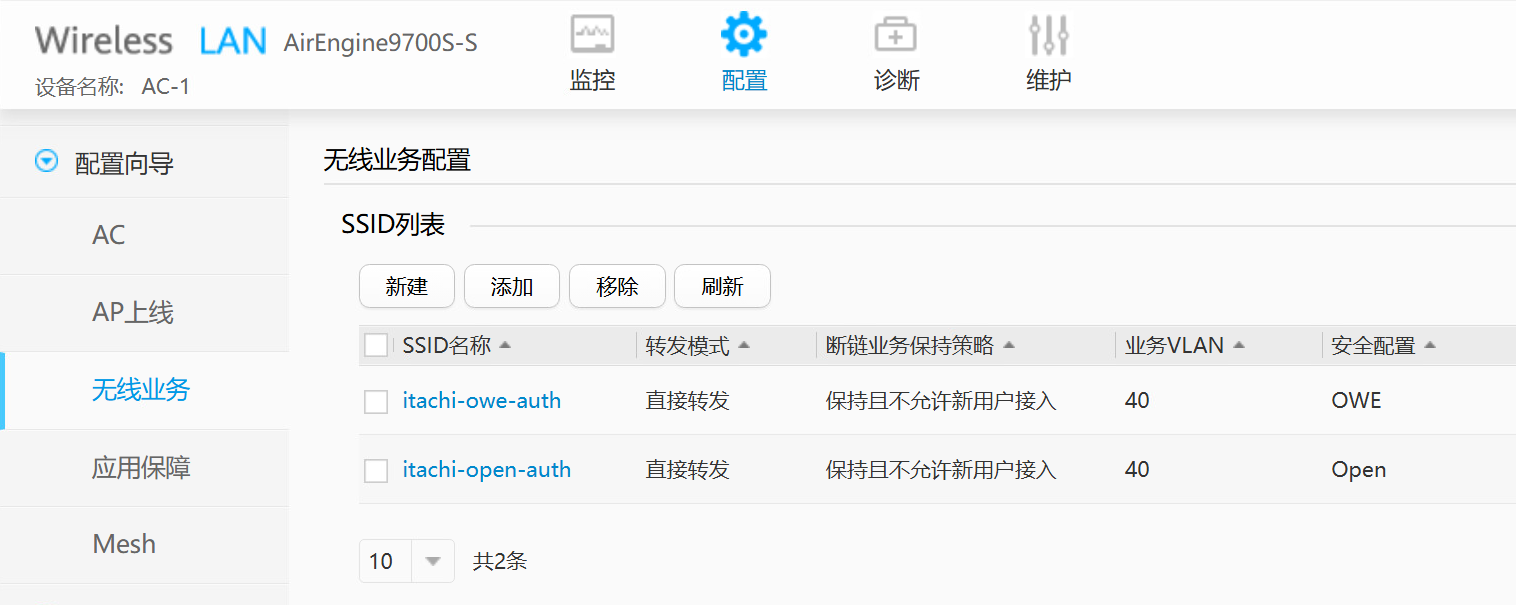 Wireless LAN AirEngine9700S-S
设备名称: AC-1
监控 配置 诊断 维护
配置向导
AC
AP上线
无线业务
应用保障
Mesh
无线业务配置
SSID列表
新建 添加 移除 刷新
SSID名称 转发模式 断链业务保持策略 业务VLAN 安全配置
itachi-owe-auth 直接转发 保持且不允许新用户接入 40 OWE
itachi-open-auth 直接转发 保持且不允许新用户接入 40 Open
10 共2条